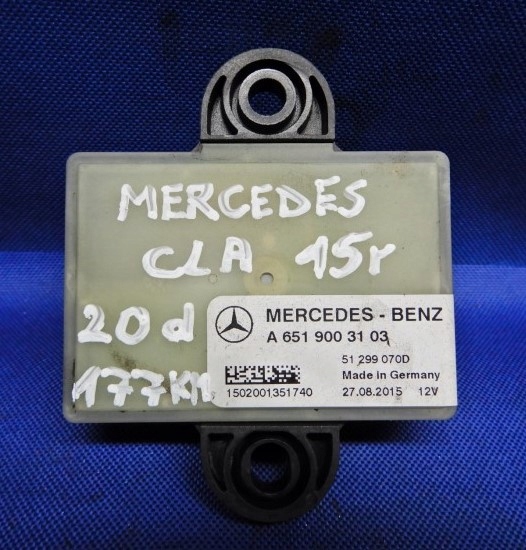 MERCEDES
CLA 15r
20d
177KM
MERCEDES - BENZ
A 651 900 31 03
51 299 070D
Made in Germany
1502001351740 27.08.2015 12V